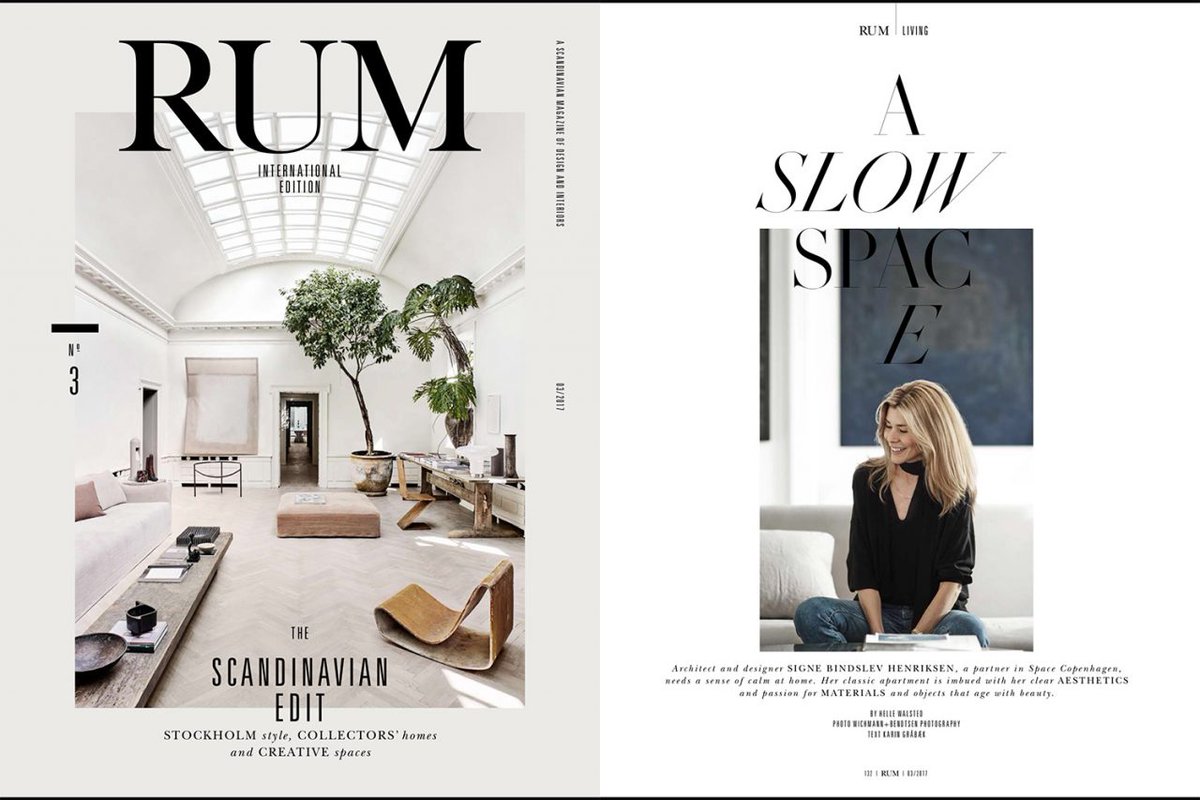 RUM
INTERNATIONAL
EDITION
A SCANDINAVIAN MAGAZINE OF DESIGN AND INTERIORS
Nº
3
03/2017
THE
SCANDINAVIAN
EDIT
STOCKHOLM style, COLLECTORS' homes
and CREATIVE spaces
RUM | LIVING
A
SLOW
SPAC
E
Architect and designer SIGNE BINDSLEV HENRIKSEN, a partner in Space Copenhagen,
needs a sense of calm at home. Her classic apartment is imbued with her clear AESTHETICS
and passion for MATERIALS and objects that age with beauty.
BY HELLE WALSTED
PHOTO WICHMANN+BENDTSEN PHOTOGRAPHY
TEXT KARIN GRÅBÆK
132 | RUM | 03/2017